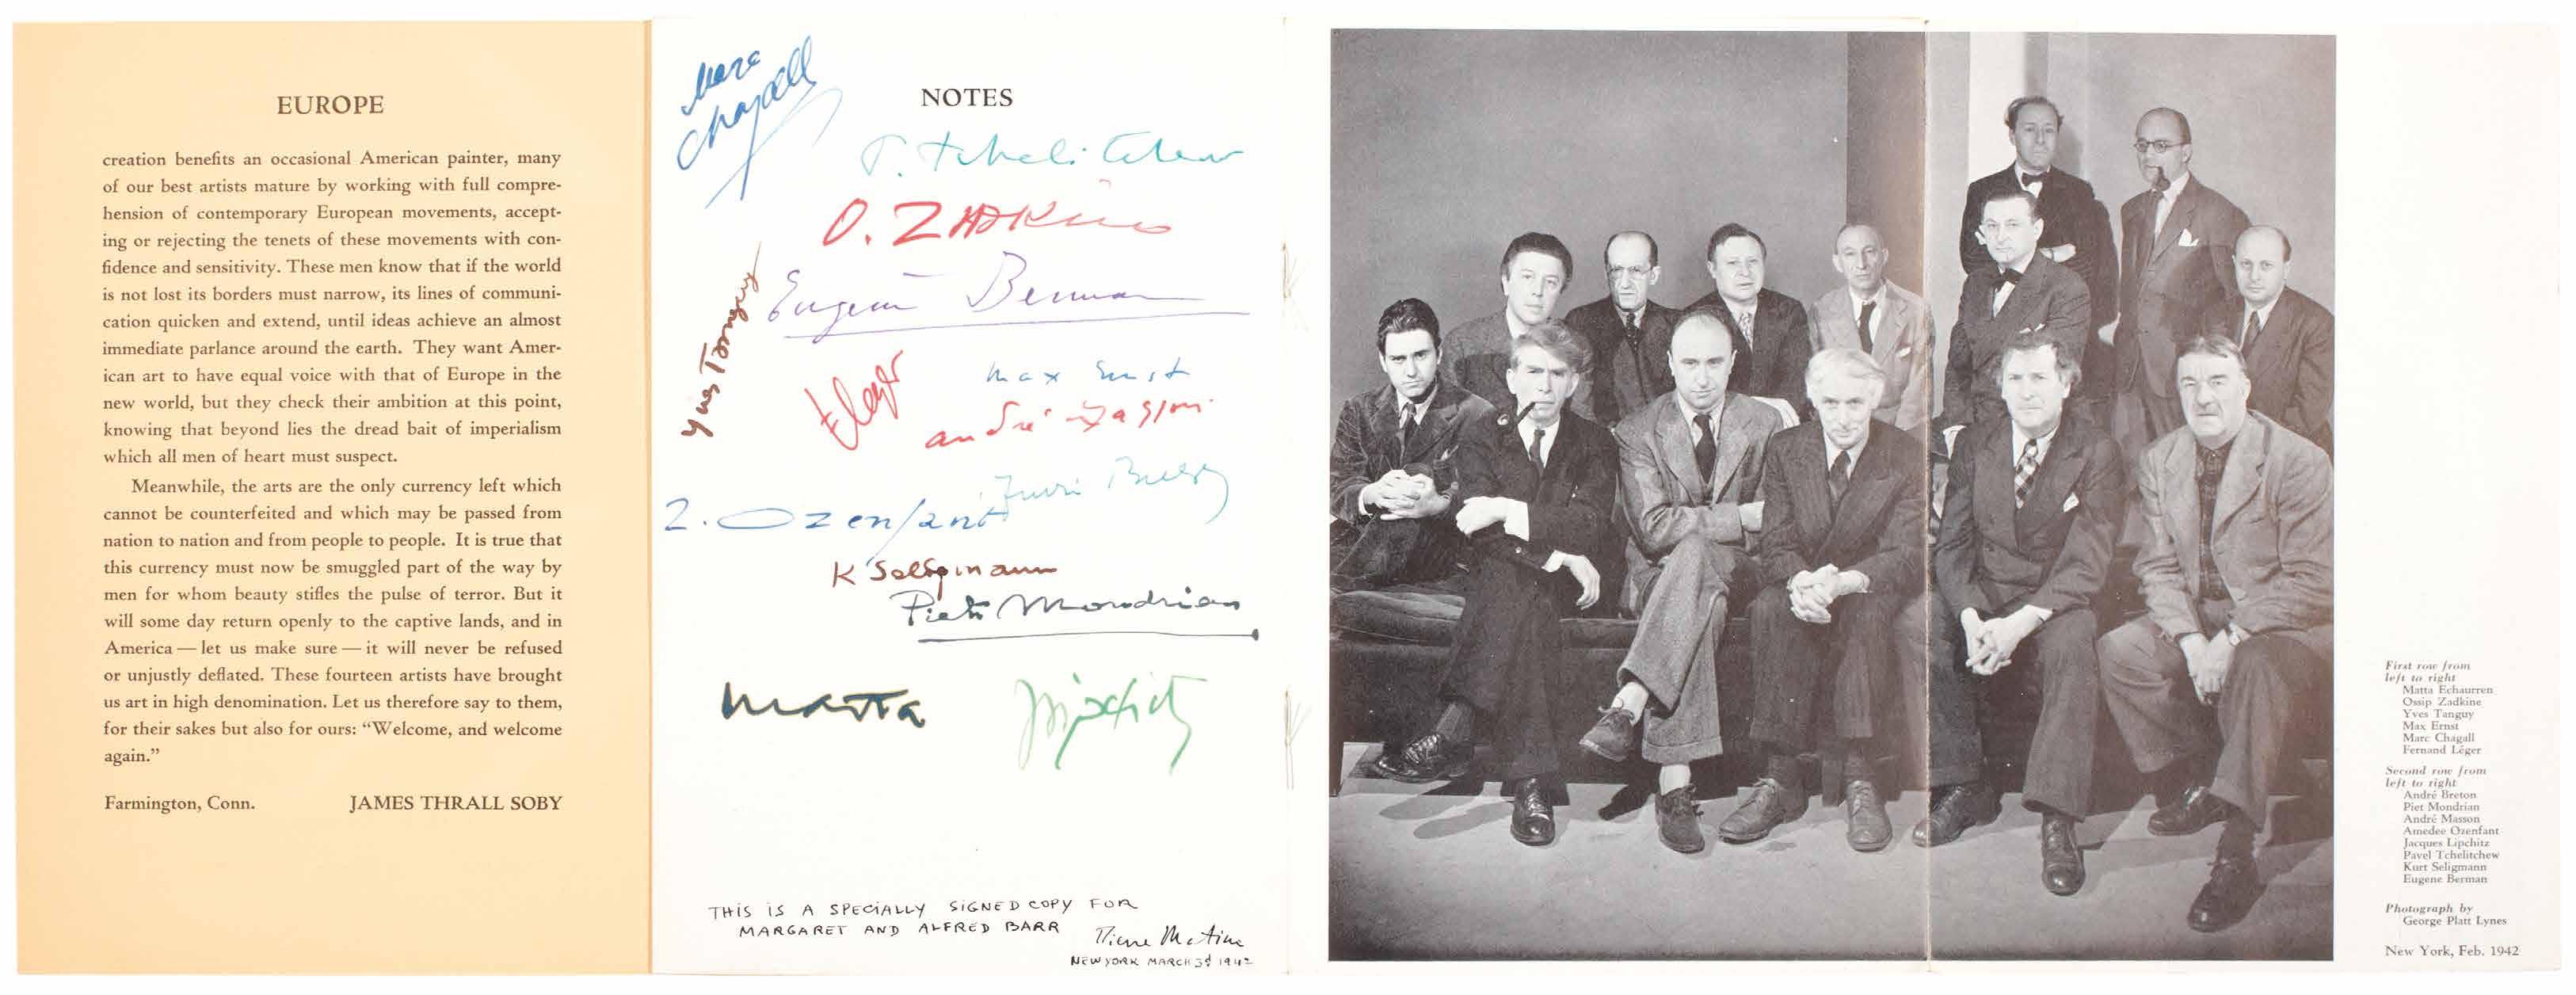 EUROPE
creation benefits an occasional American painter, many
of our best artists mature by working with full compre-
hension of contemporary European movements, accept-
ing or rejecting the tenets of these movements with con-
fidence and sensitivity. These men know that if the world
is not lost its borders must narrow, its lines of communi-
cation quicken and extend, until ideas achieve an almost
immediate parlance around the earth. They want Amer-
ican art to have equal voice with that of Europe in the
new world, but they check their ambition at this point,
knowing that beyond lies the dread bait of imperialism
which all men of heart must suspect.
Meanwhile, the arts are the only currency left which
cannot be counterfeited and which may be passed from
nation to nation and from people to people. It is true that
this currency must now be smuggled part of the way by
men for whom beauty stifles the pulse of terror. But it
will some day return openly to the captive lands, and in
America — let us make sure — it will never be refused
or unjustly deflated. These fourteen artists have brought
us art in high denomination. Let us therefore say to them,
for their sakes but also for ours: “Welcome, and welcome
again.”
Farmington, Conn. JAMES THRALL SOBY
NOTES
Marc
Chagall
P. Tchelitchew
O. ZADKINE
Eugene Berman
Yves Tanguy
F. Leger
max Ernst
andré Masson
André Breton
Ozenfant
K Seligmann
Piet Mondrian
matta
Lipchitz
THIS IS A SPECIALLY SIGNED COPY FOR
MARGARET AND ALFRED BARR
Pierre Matisse
NEW YORK MARCH 3d 1942
First row from
left to right
Matta Echaurren
Ossip Zadkine
Yves Tanguy
Max Ernst
Marc Chagall
Fernand Léger
Second row from
left to right
André Breton
Piet Mondrian
André Masson
Amedee Ozenfant
Jacques Lipchitz
Pavel Tchelitchew
Kurt Seligmann
Eugene Berman
Photograph by
George Platt Lynes
New York, Feb. 1942